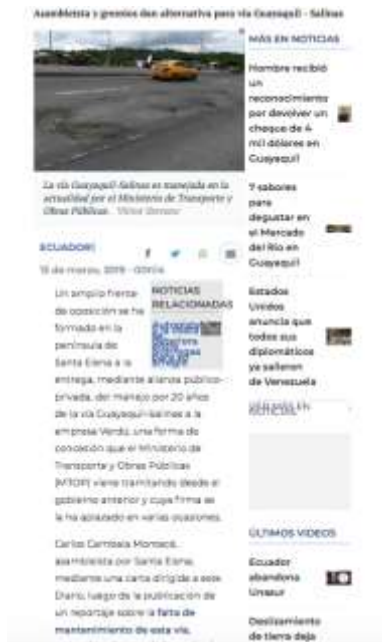 Asambleísta y gremios dan alternativa para vía Guayaquil - Salinas
La vía Guayaquil-Salinas es manejada en la
actualidad por el Ministerio de Transporte y
Obras Públicas.
ECUADOR
15 de marzo, 2019 -
Un amplio frente
de oposición se ha
formado en la
península de
Santa Elena a la
entrega, mediante alianza público-
privada, del manejo por 20 años
de la vía Guayaquil-Salinas a la
empresa Verdú, una forma de
concesión que el Ministerio de
Transporte y Obras Públicas
(MTOP) viene tramitando desde el
gobierno anterior y cuya firma se
la ha aplazado en varias ocasiones.
Carlos Cambala Montecé,
asambleísta por Santa Elena,
mediante una carta dirigida a este
Diario, luego de la publicación de
un reportaje sobre la falta de
mantenimiento de esta vía,
NOTICIAS
RELACIONADAS
MÁS EN NOTICIAS
Hombre recibió
un
reconocimiento
por devolver un
cheque de 4
mil dólares en
Guayaquil
7 sabores
para
degustar en
el Mercado
del Río en
Guayaquil
Estados
Unidos
anuncia que
todos sus
diplomáticos
ya salieron
de Venezuela
ÚLTIMOS VIDEOS
Ecuador
abandona
Unasur
Deslizamiento
de tierra deja